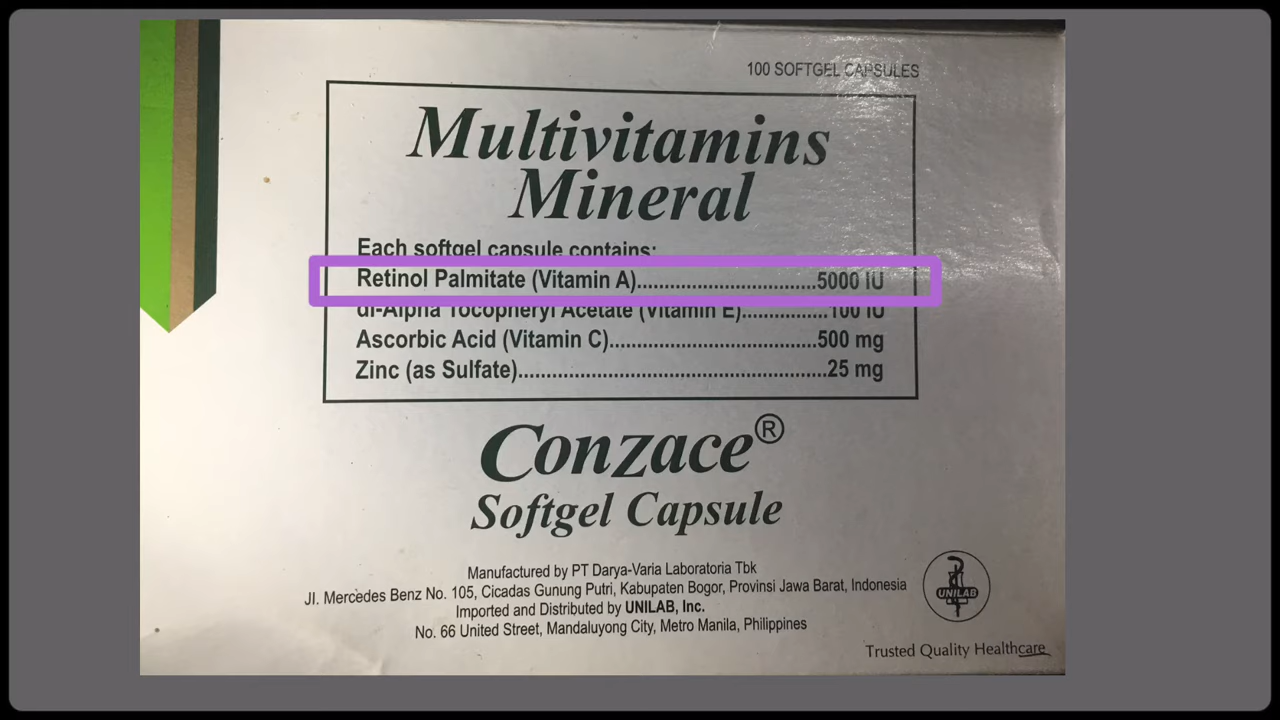 100 SOFTGEL CAPSULES
Multivitamins
Mineral
Each softgel capsule contains:
Retinol Palmitate (Vitamin A)..........................................5000 IU
dl-Alpha Tocopheryl Acetate (Vitamin E)...............100 IU
Ascorbic Acid (Vitamin C)...............................................500 mg
Zinc (as Sulfate).....................................................................25 mg
Conzace®
Softgel Capsule
Manufactured by PT Darya-Varia Laboratoria Tbk
Jl. Mercedes Benz No. 105, Cicadas Gunung Putri, Kabupaten Bogor, Provinsi Jawa Barat, Indonesia
Imported and Distributed by UNILAB, Inc.
No. 66 United Street, Mandaluyong City, Metro Manila, Philippines
UNILAB
Trusted Quality Healthcare